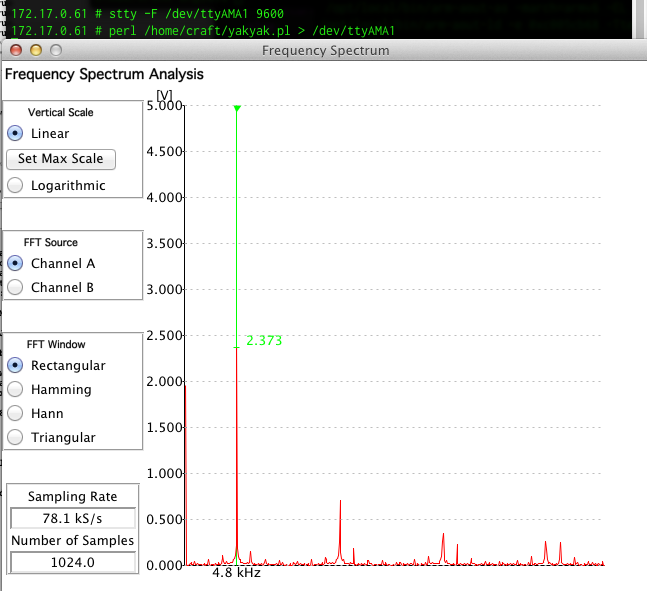 172.17.0.61 # stty -F /dev/ttyAMA1 9600
172.17.0.61 # perl /home/craft/yakyak.pl > /dev/ttyAMA1
Frequency Spectrum
Frequency Spectrum Analysis
Vertical Scale
Linear
Set Max Scale
Logarithmic
FFT Source
Channel A
Channel B
FFT Window
Rectangular
Hamming
Hann
Triangular
Sampling Rate
78.1 kS/s
Number of Samples
1024.0
[V]
5.000
4.500
4.000
3.500
3.000
2.500
2.000
1.500
1.000
0.500
0.000
2.373
4.8 kHz